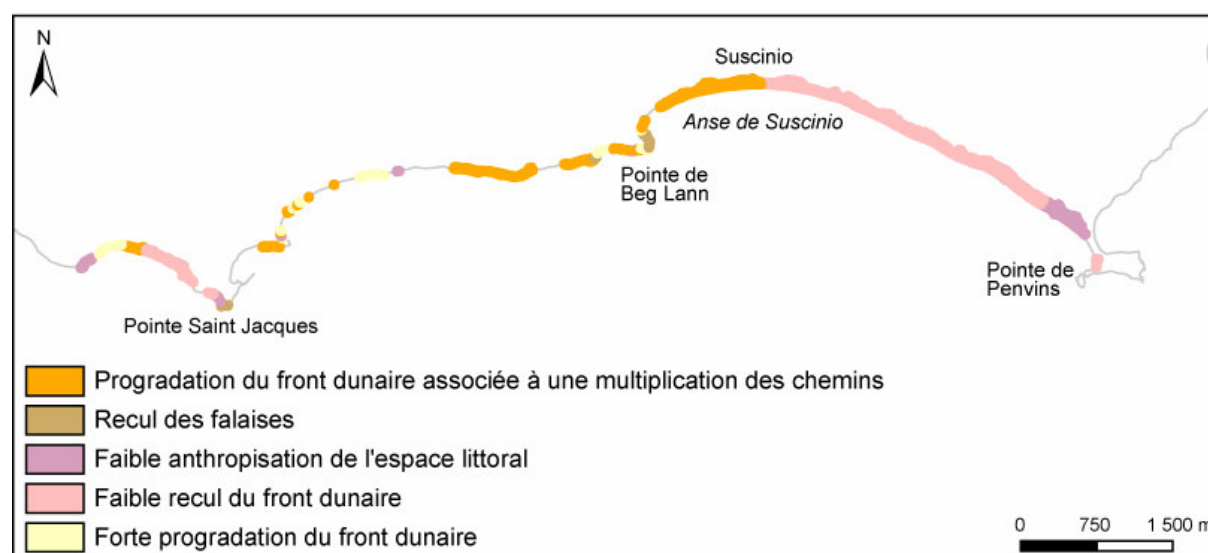 N
Suscinio
Anse de Suscinio
Pointe de
Beg Lann
Pointe de
Penvins
Pointe Saint Jacques
Progradation du front dunaire associée à une multiplication des chemins
Recul des falaises
Faible anthropisation de l'espace littoral
Faible recul du front dunaire
Forte progradation du front dunaire
0 750 1 500 m